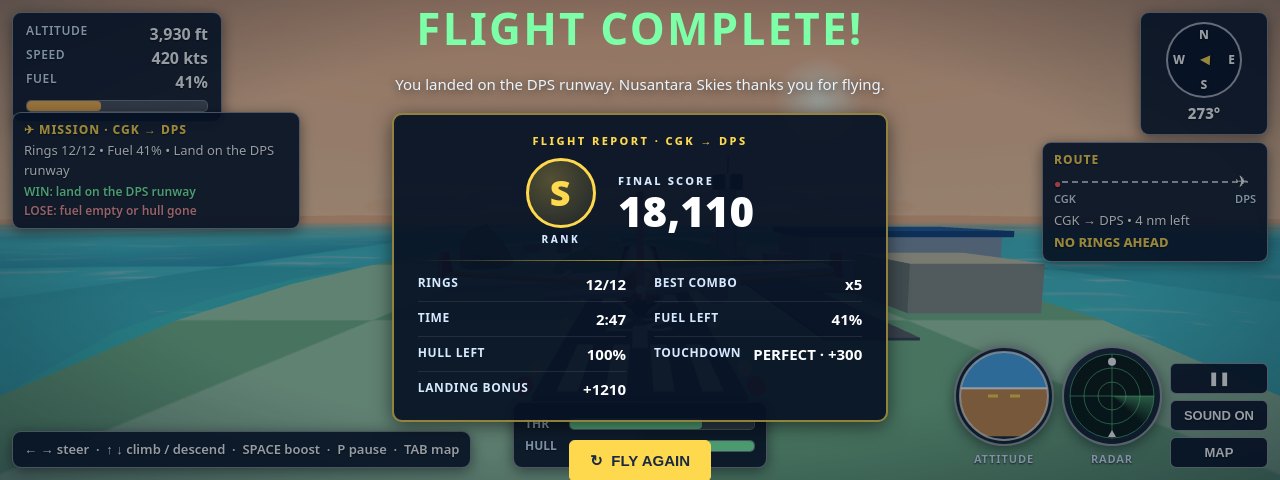 FLIGHT COMPLETE!
You landed on the DPS runway. Nusantara Skies thanks you for flying.
ALTITUDE 3,930 ft
SPEED 420 kts
FUEL 41%
✈ MISSION · CGK → DPS
Rings 12/12 • Fuel 41% • Land on the DPS
runway
WIN: land on the DPS runway
LOSE: fuel empty or hull gone
FLIGHT REPORT · CGK → DPS
S
RANK
FINAL SCORE
18,110
RINGS 12/12
BEST COMBO x5
TIME 2:47
FUEL LEFT 41%
HULL LEFT 100%
TOUCHDOWN PERFECT · +300
LANDING BONUS +1210
N
W E
S
273°
ROUTE
CGK DPS
CGK → DPS • 4 nm left
NO RINGS AHEAD
THR
HULL
↻ FLY AGAIN
← → steer · ↑ ↓ climb / descend · SPACE boost · P pause · TAB map
ATTITUDE
RADAR
SOUND ON
MAP